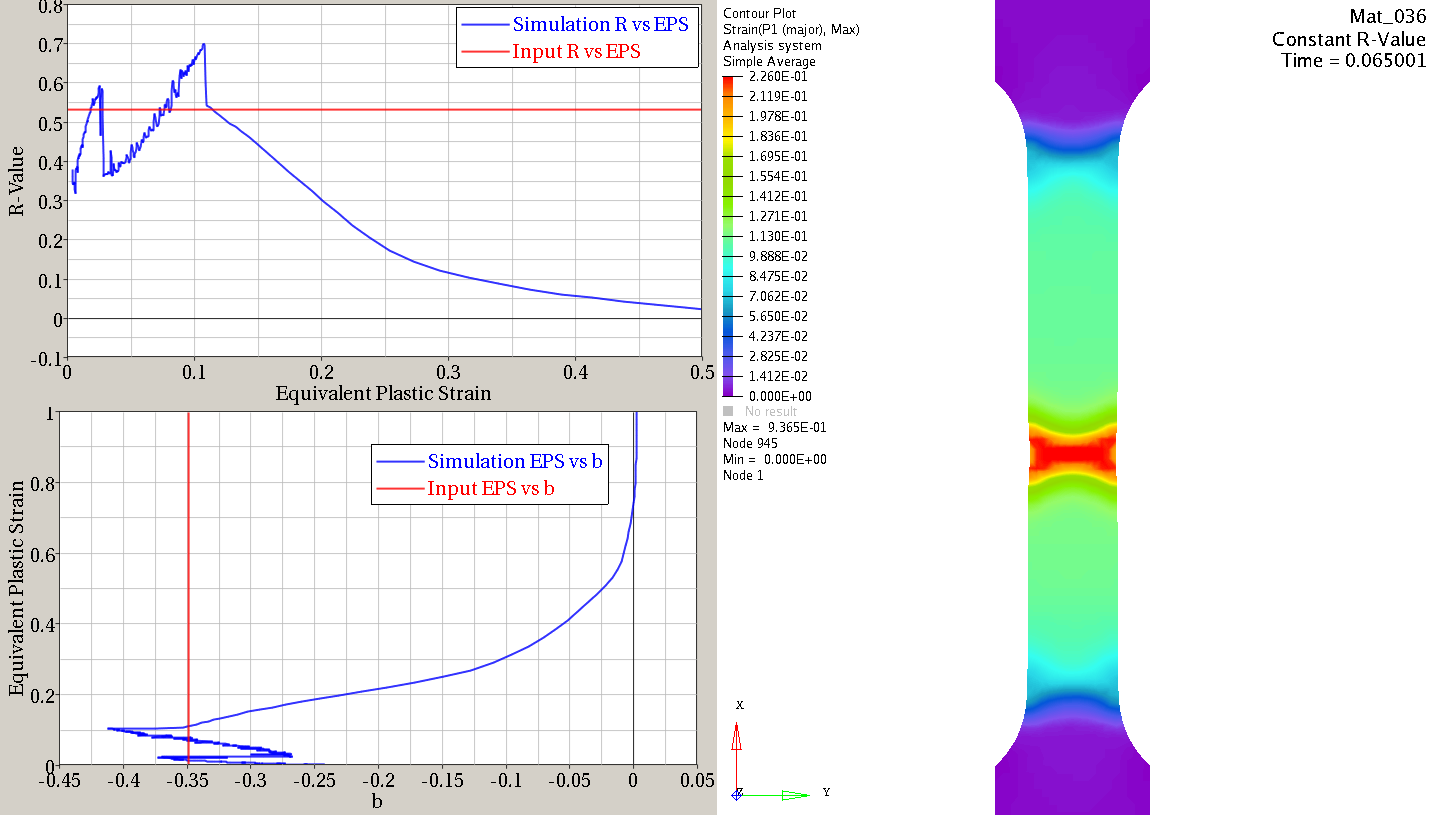 0.8
0.7
0.6
0.5
0.4
0.3
0.2
0.1
0
-0.1
R-Value
Simulation R vs EPS
Input R vs EPS
0
0.1
0.2
0.3
0.4
0.5
Equivalent Plastic Strain
1
0.8
0.6
0.4
0.2
0
Equivalent Plastic Strain
Simulation EPS vs b
Input EPS vs b
-0.45
-0.4
-0.35
-0.3
-0.25
-0.2
-0.15
-0.1
-0.05
0
0.05
b
Contour Plot
Strain(P1 (major), Max)
Analysis system
Simple Average
2.260E-01
2.119E-01
1.978E-01
1.836E-01
1.695E-01
1.554E-01
1.412E-01
1.271E-01
1.130E-01
9.888E-02
8.475E-02
7.062E-02
5.650E-02
4.237E-02
2.825E-02
1.412E-02
0.000E+00
No result
Max = 9.365E-01
Node 945
Min = 0.000E+00
Node 1
X
Z
Y
Mat_036
Constant R-Value
Time = 0.065001